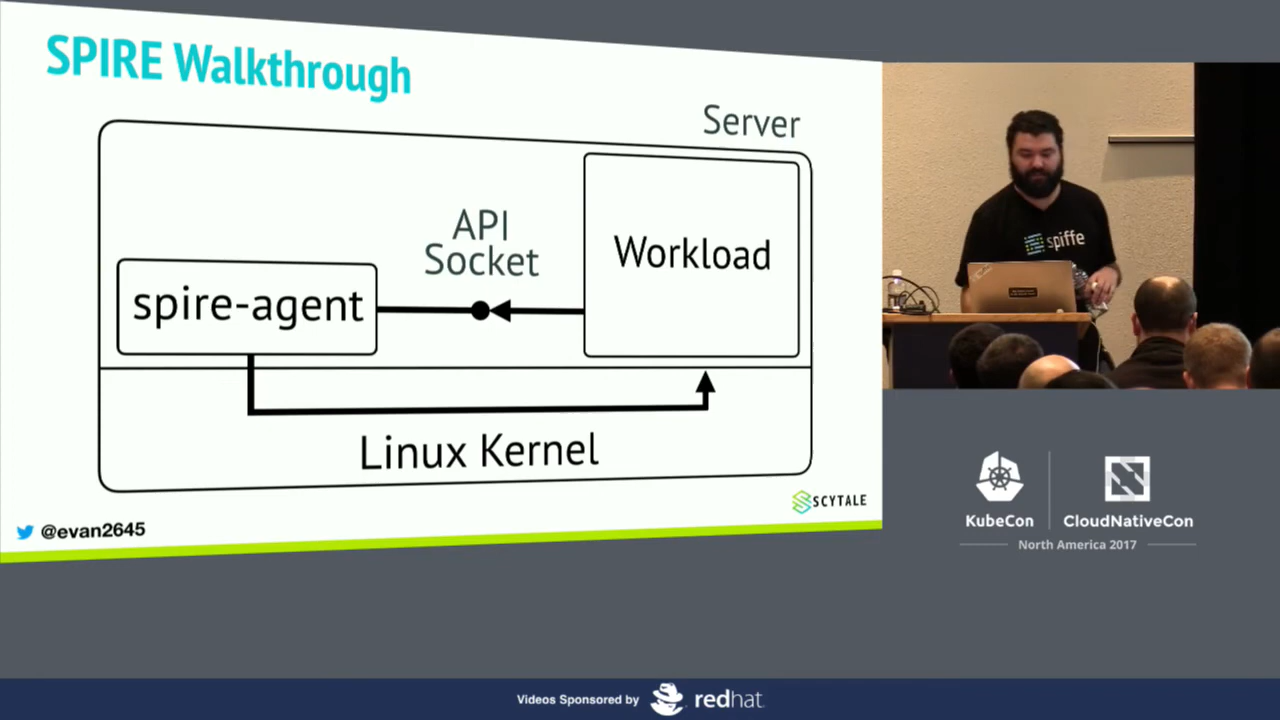 SPIRE Walkthrough
Server
API
Socket
Workload
spire-agent
Linux Kernel
SCYTALE
@evan2645
spiffe
KubeCon
CloudNativeCon
North America 2017
Videos Sponsored by
redhat